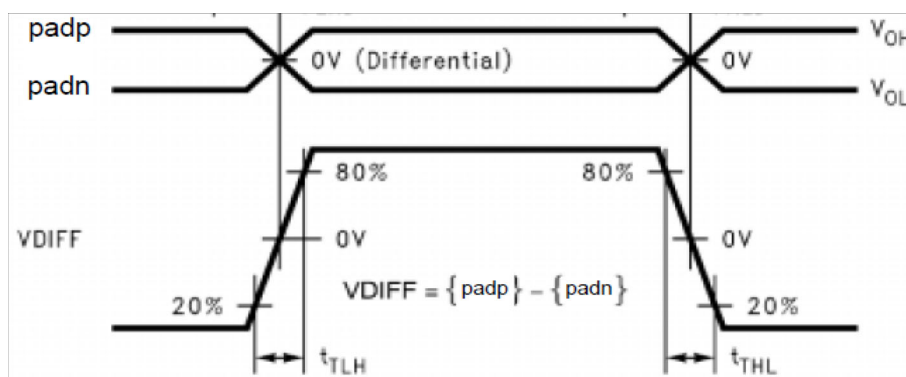 padp
V_OH
0V (Differential)
0V
padn
V_OL
80%
80%
VDIFF
0V
0V
VDIFF = {padp} – {padn}
20%
20%
t_TLH
t_THL